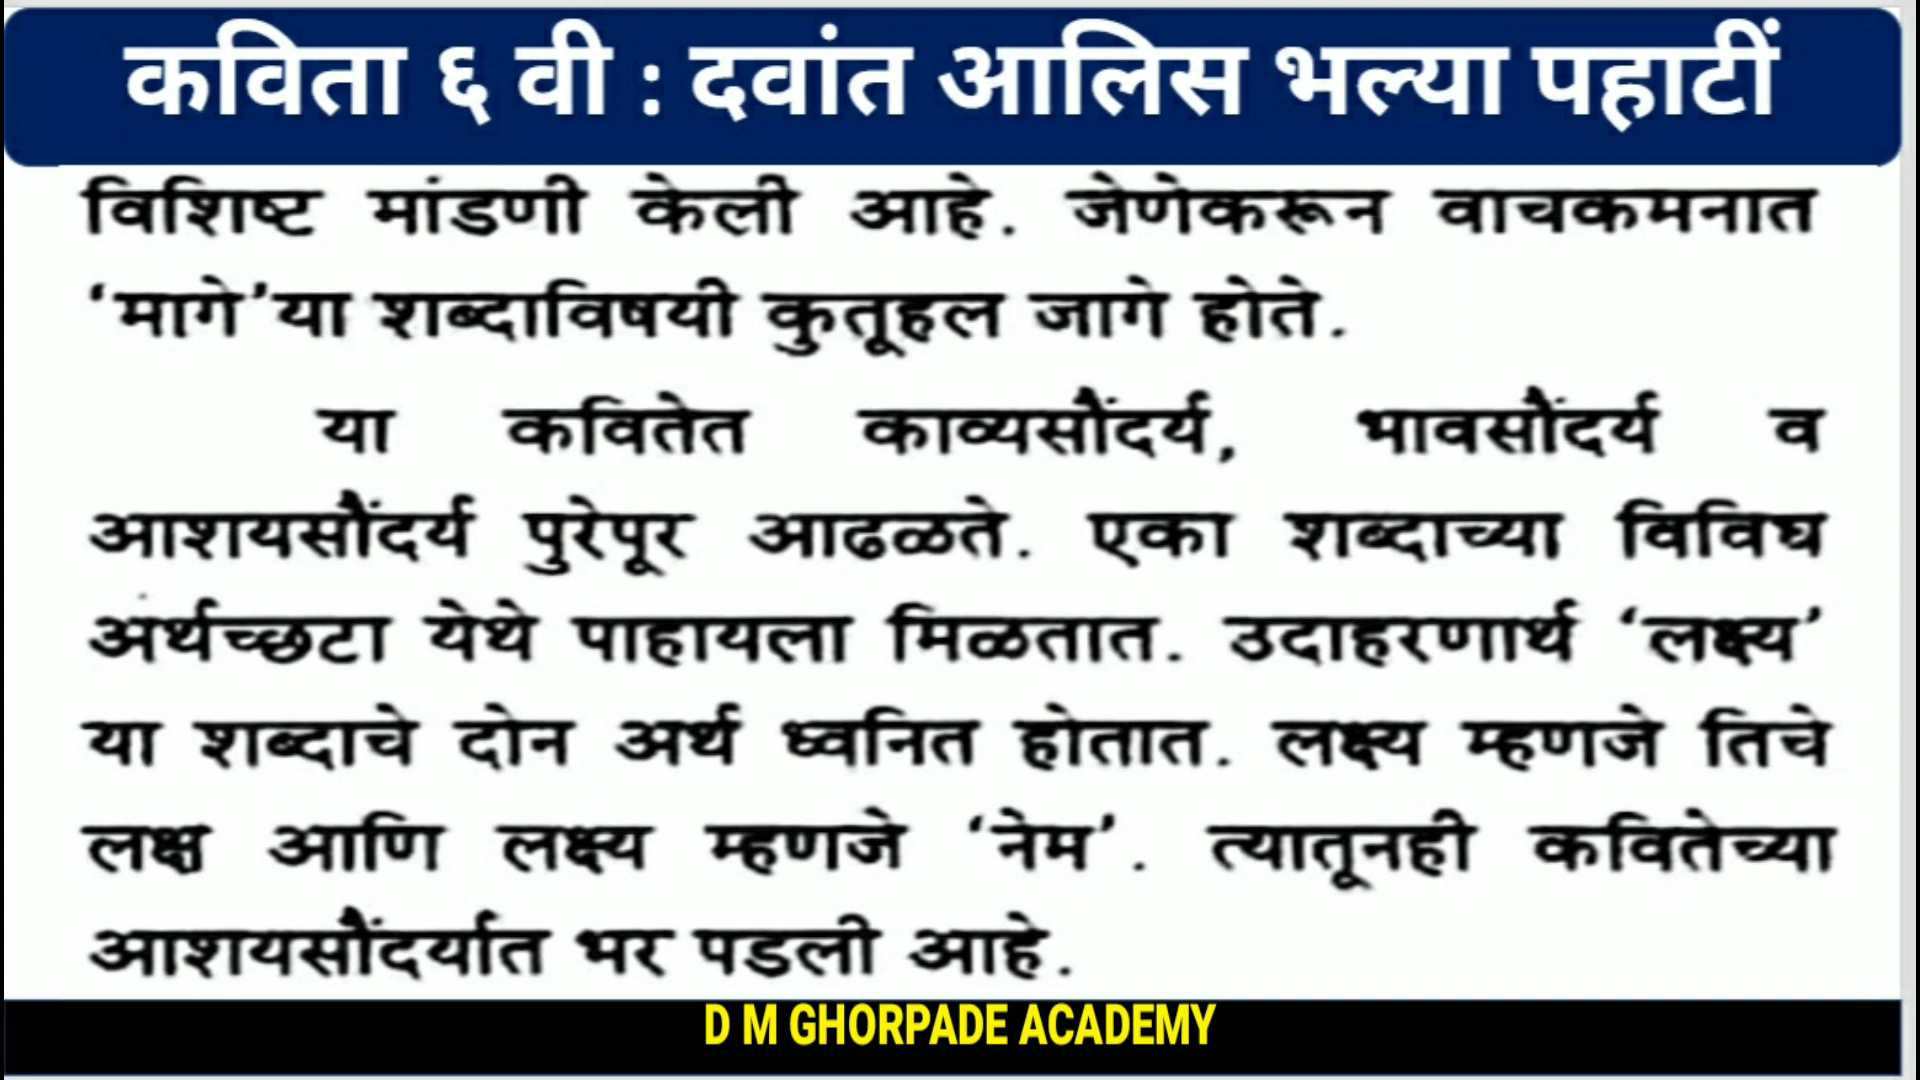 कविता ६ वी : दवांत आलिस भल्या पहाटीं
विशिष्ट मांडणी केली आहे. जेणेकरून वाचकमनात
‘मागे’या शब्दाविषयी कुतूहल जागे होते.
या कवितेत काव्यसौंदर्य, भावसौंदर्य व
आशयसौंदर्य पुरेपूर आढळते. एका शब्दाच्या विविध
अर्थच्छटा येथे पाहायला मिळतात. उदाहरणार्थ ‘लक्ष्य’
या शब्दाचे दोन अर्थ ध्वनित होतात. लक्ष्य म्हणजे तिचे
लक्ष आणि लक्ष्य म्हणजे ‘नेम’. त्यातूनही कवितेच्या
आशयसौंदर्यात भर पडली आहे.
D M GHORPADE ACADEMY